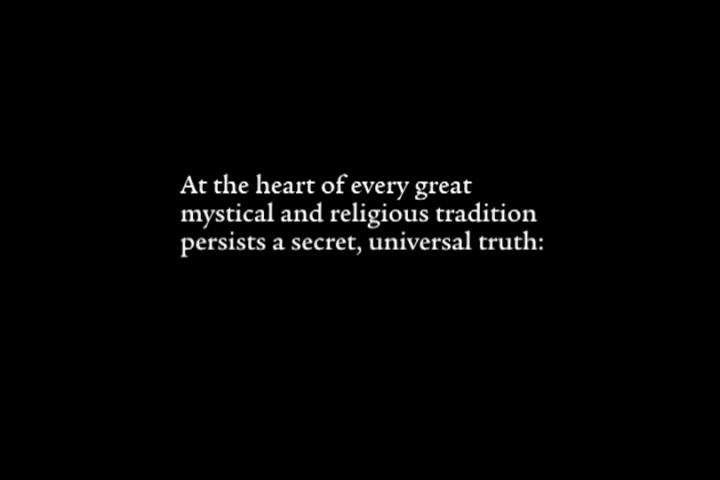 At the heart of every great
mystical and religious tradition
persists a secret, universal truth: